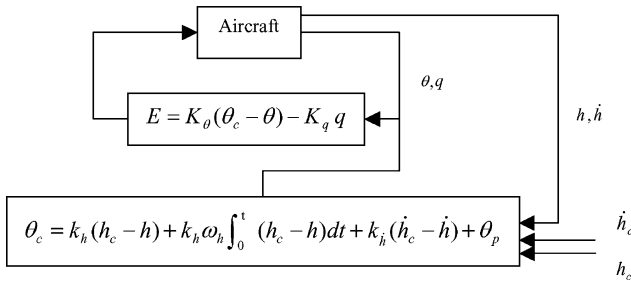 Aircraft
θ,q
E = K_θ (θ_c − θ) − K_q q
h, ḣ
θ_c = k_h (h_c − h) + k_h ω_h ∫_0^t (h_c − h)dt + k_ḣ (ḣ_c − ḣ) + θ_p
ḣ_c
h_c